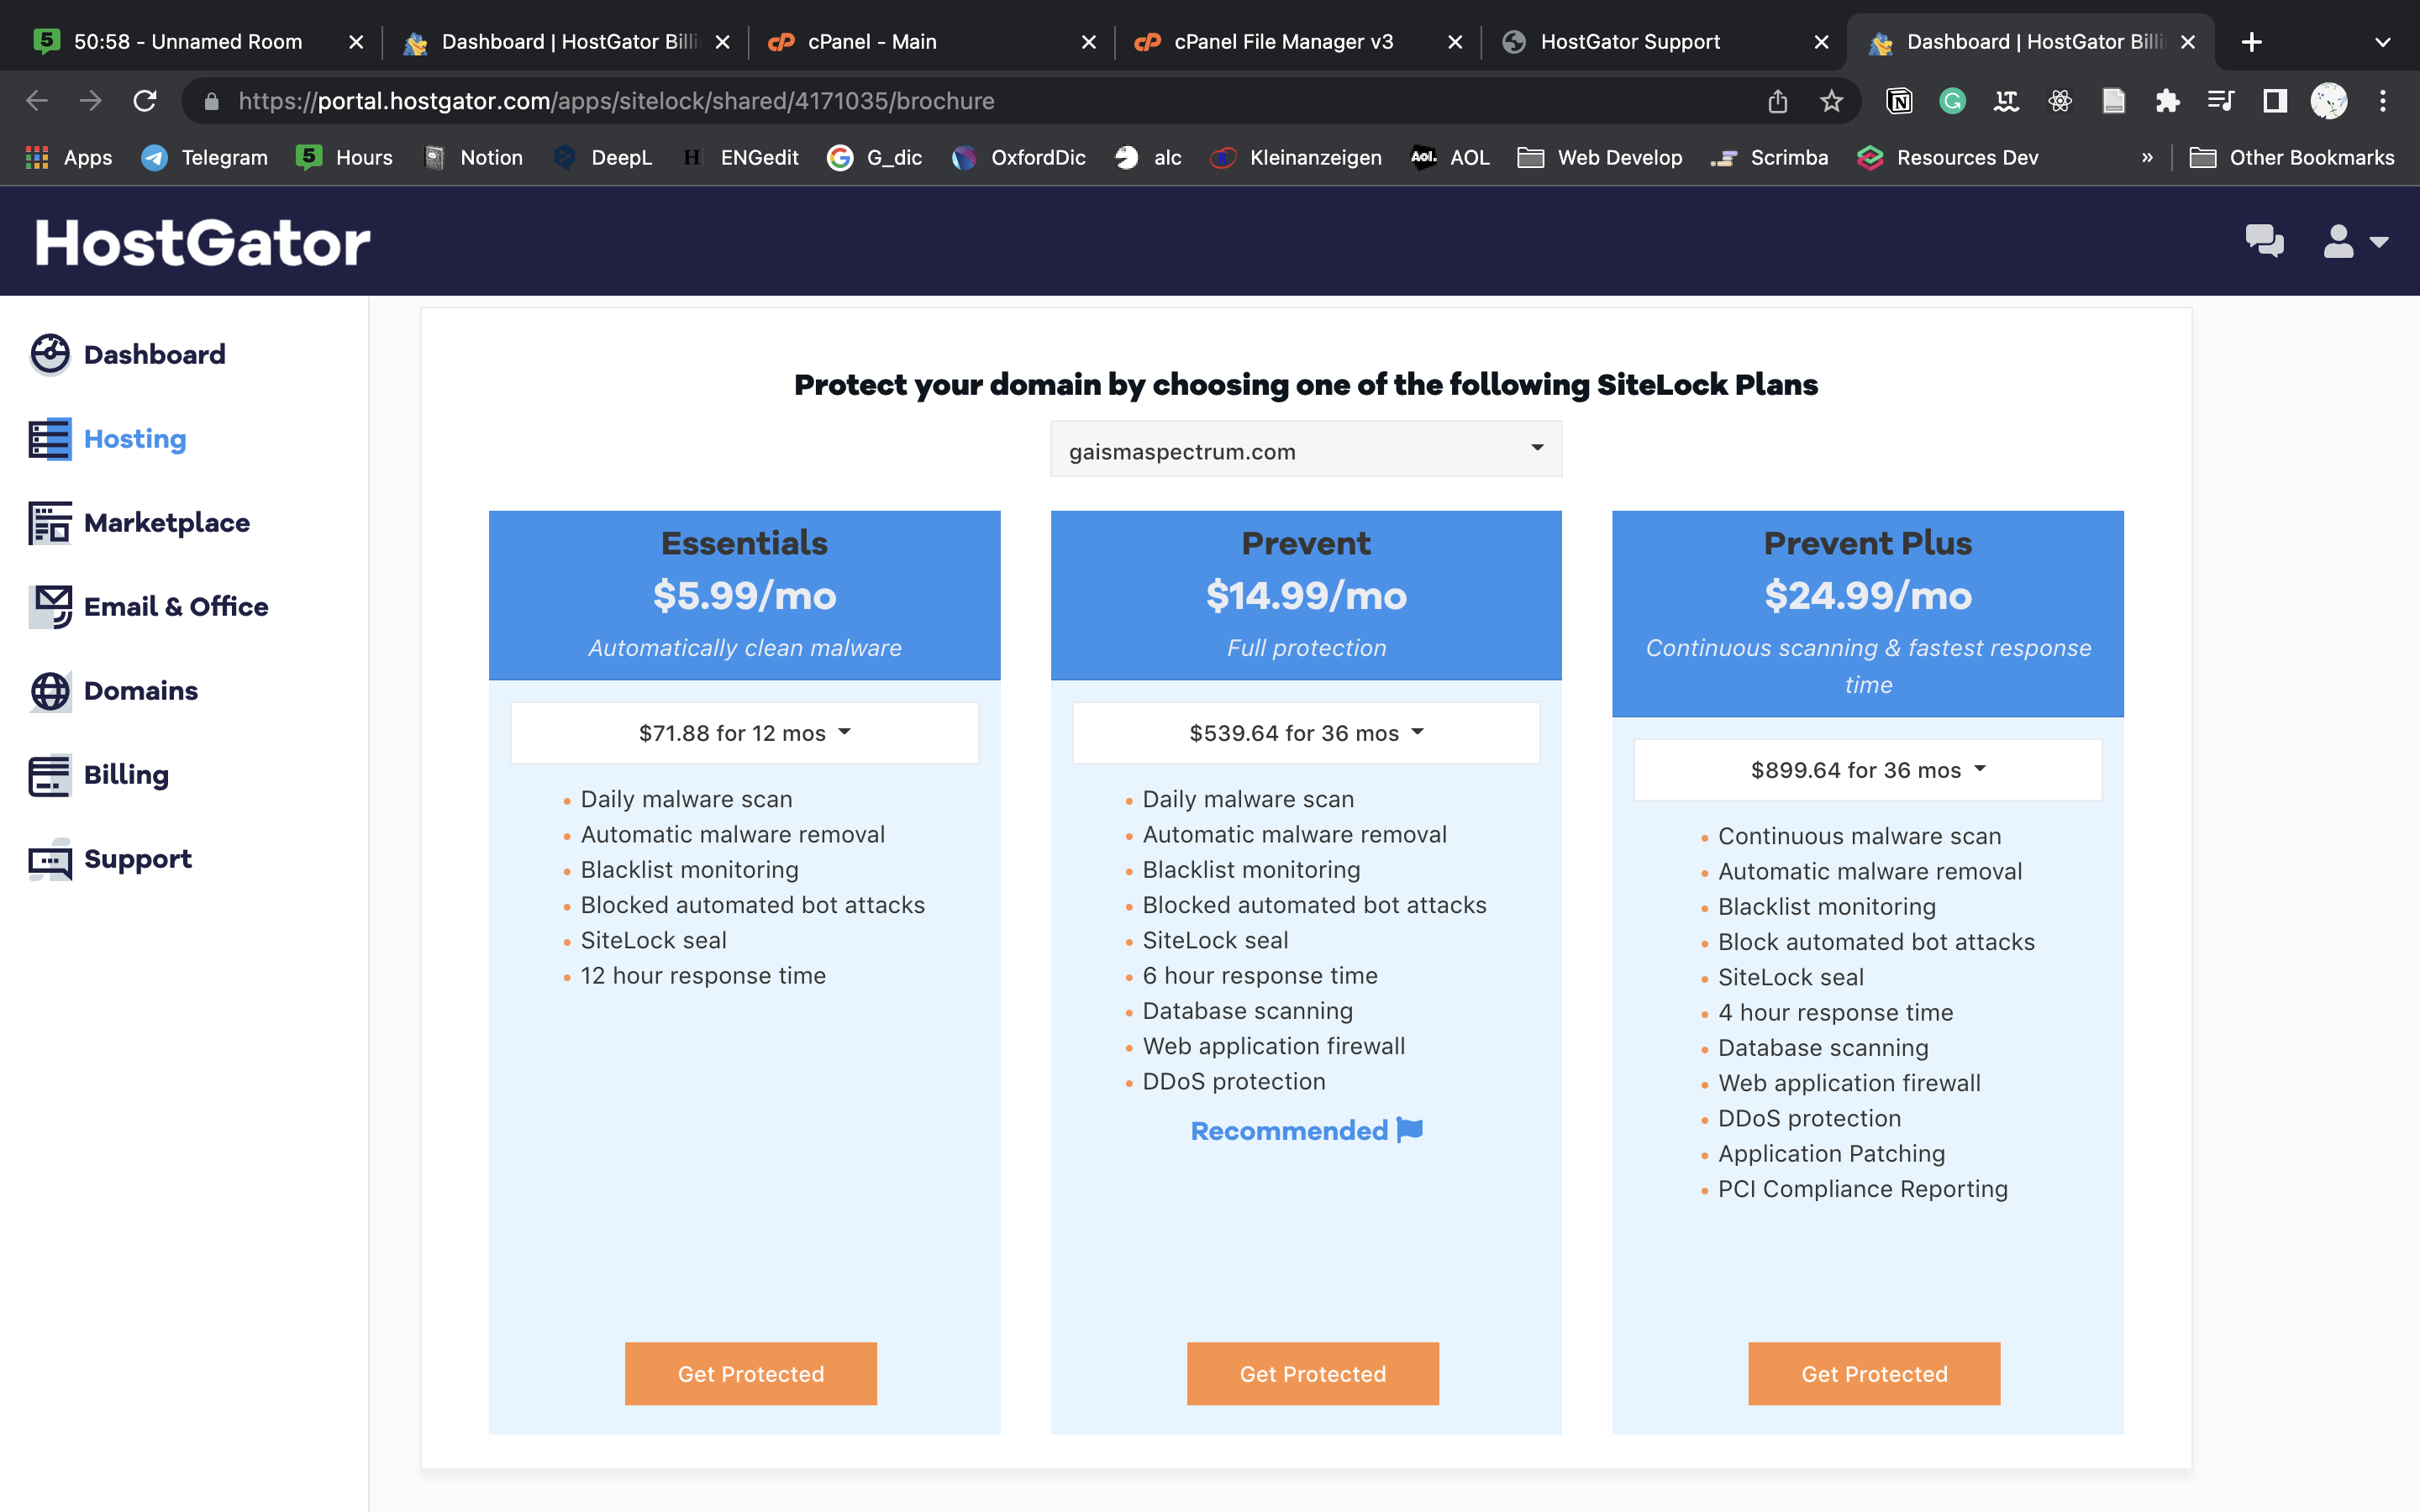 50:58 - Unnamed Room
Dashboard | HostGator Billi
cPanel - Main
cPanel File Manager v3
HostGator Support
Dashboard | HostGator Billi
https://portal.hostgator.com/apps/sitelock/shared/4171035/brochure
Apps
Telegram
Hours
Notion
DeepL
ENGedit
G_dic
OxfordDic
alc
Kleinanzeigen
AOL
Web Develop
Scrimba
Resources Dev
»
Other Bookmarks
HostGator
Dashboard
Hosting
Marketplace
Email & Office
Domains
Billing
Support
Protect your domain by choosing one of the following SiteLock Plans
gaismaspectrum.com
Essentials
$5.99/mo
Automatically clean malware
$71.88 for 12 mos
• Daily malware scan
• Automatic malware removal
• Blacklist monitoring
• Blocked automated bot attacks
• SiteLock seal
• 12 hour response time
Get Protected
Prevent
$14.99/mo
Full protection
$539.64 for 36 mos
• Daily malware scan
• Automatic malware removal
• Blacklist monitoring
• Blocked automated bot attacks
• SiteLock seal
• 6 hour response time
• Database scanning
• Web application firewall
• DDoS protection
Recommended
Get Protected
Prevent Plus
$24.99/mo
Continuous scanning & fastest response
time
$899.64 for 36 mos
• Continuous malware scan
• Automatic malware removal
• Blacklist monitoring
• Block automated bot attacks
• SiteLock seal
• 4 hour response time
• Database scanning
• Web application firewall
• DDoS protection
• Application Patching
• PCI Compliance Reporting
Get Protected